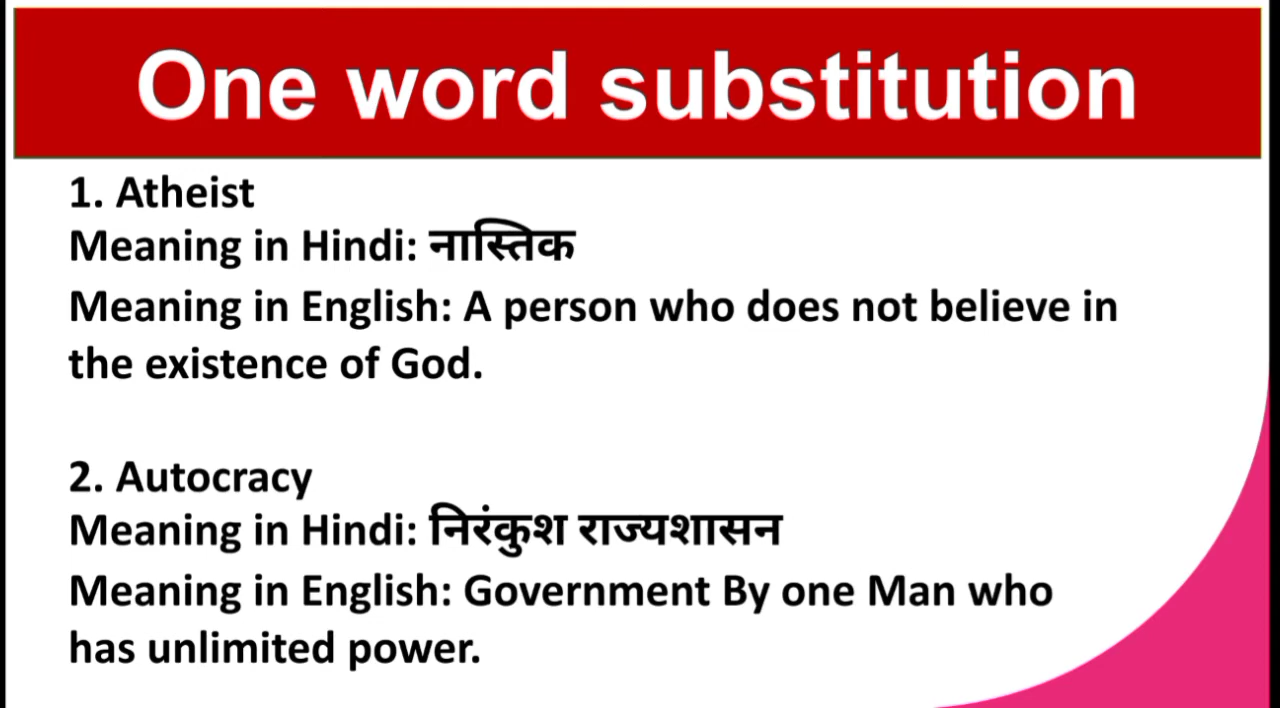 One word substitution
1. Atheist
Meaning in Hindi: नास्तिक
Meaning in English: A person who does not believe in
the existence of God.
2. Autocracy
Meaning in Hindi: निरंकुश राज्यशासन
Meaning in English: Government By one Man who
has unlimited power.